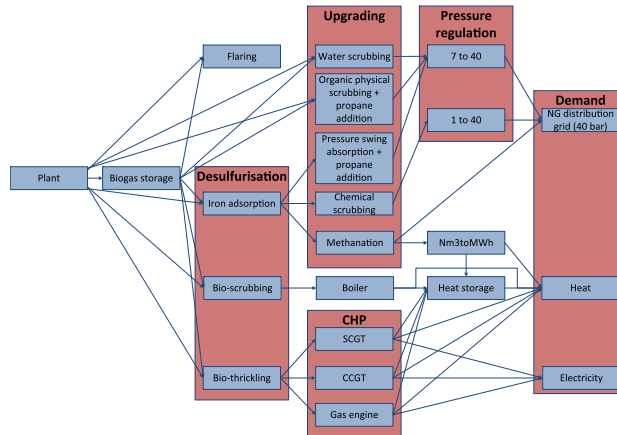 Upgrading
Pressure
regulation
Flaring
Water scrubbing
7 to 40
Organic physical
scrubbing +
propane
addition
Demand
1 to 40
NG distribution
grid (40 bar)
Pressure swing
absorption +
propane
addition
Plant
Biogas storage
Desulfurisation
Iron adsorption
Chemical
scrubbing
Methanation
Nm3toMWh
Bio-scrubbing
Boiler
Heat storage
Heat
CHP
SCGT
Bio-thrickling
CCGT
Electricity
Gas engine